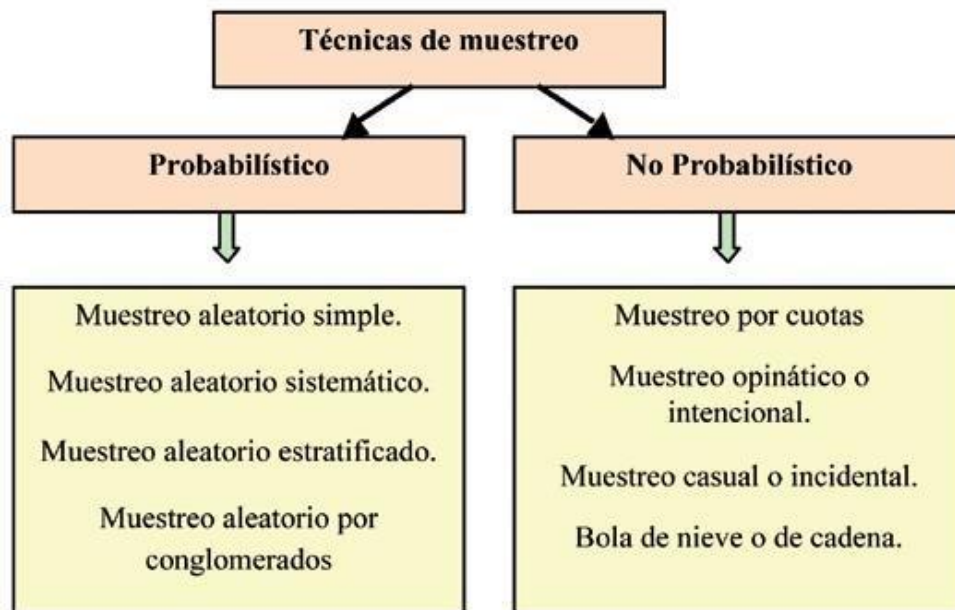 Técnicas de muestreo
Probabilístico
No Probabilístico
Muestreo aleatorio simple.
Muestreo aleatorio sistemático.
Muestreo aleatorio estratificado.
Muestreo aleatorio por
conglomerados
Muestreo por cuotas
Muestreo opinático o
intencional.
Muestreo casual o incidental.
Bola de nieve o de cadena.